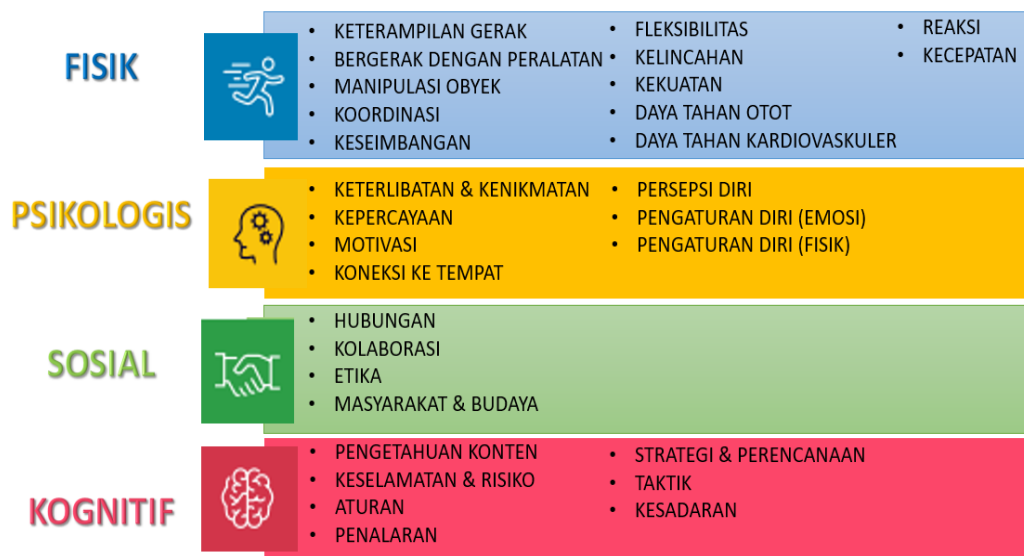 FISIK
• KETERAMPILAN GERAK
• BERGERAK DENGAN PERALATAN
• MANIPULASI OBYEK
• KOORDINASI
• KESEIMBANGAN
• FLEKSIBILITAS
• KELINCAHAN
• KEKUATAN
• DAYA TAHAN OTOT
• DAYA TAHAN KARDIOVASKULER
• REAKSI
• KECEPATAN
PSIKOLOGIS
• KETERLIBATAN & KENIKMATAN
• KEPERCAYAAN
• MOTIVASI
• KONEKSI KE TEMPAT
• PERSEPSI DIRI
• PENGATURAN DIRI (EMOSI)
• PENGATURAN DIRI (FISIK)
SOSIAL
• HUBUNGAN
• KOLABORASI
• ETIKA
• MASYARAKAT & BUDAYA
KOGNITIF
• PENGETAHUAN KONTEN
• KESELAMATAN & RISIKO
• ATURAN
• PENALARAN
• STRATEGI & PERENCANAAN
• TAKTIK
• KESADARAN